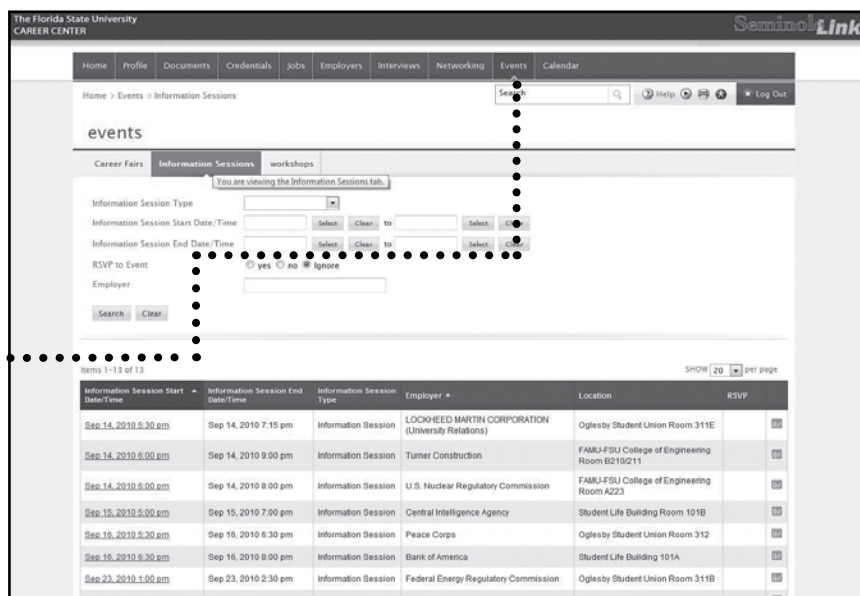 The Florida State University
CAREER CENTER
SeminoleLink
Home Profile Documents Credentials Jobs Employers Interviews Networking Events Calendar
Home > Events > Information Sessions
Search
Help
Log Out
events
Career Fairs Information Sessions workshops
You are viewing the Information Sessions tab.
Information Session Type
Information Session Start Date/Time Select Clear to Select Clear
Information Session End Date/Time Select Clear to Select Clear
RSVP to Event yes no Ignore
Employer
Search Clear
Items 1-13 of 13 SHOW 20 per page
Information Session Start Date/Time Information Session End Date/Time Information Session Type Employer Location RSVP
Sep 14, 2010 5:30 pm Sep 14, 2010 7:15 pm Information Session LOCKHEED MARTIN CORPORATION (University Relations) Oglesby Student Union Room 311E
Sep 14, 2010 6:00 pm Sep 14, 2010 9:00 pm Information Session Turner Construction FAMU-FSU College of Engineering Room B210/211
Sep 14, 2010 6:00 pm Sep 14, 2010 8:00 pm Information Session U.S. Nuclear Regulatory Commission FAMU-FSU College of Engineering Room A223
Sep 15, 2010 5:00 pm Sep 15, 2010 7:00 pm Information Session Central Intelligence Agency Student Life Building Room 101B
Sep 16, 2010 5:30 pm Sep 16, 2010 6:30 pm Information Session Peace Corps Oglesby Student Union Room 312
Sep 16, 2010 6:30 pm Sep 16, 2010 8:00 pm Information Session Bank of America Student Life Building 101A
Sep 23, 2010 1:00 pm Sep 23, 2010 2:30 pm Information Session Federal Energy Regulatory Commission Oglesby Student Union Room 311B